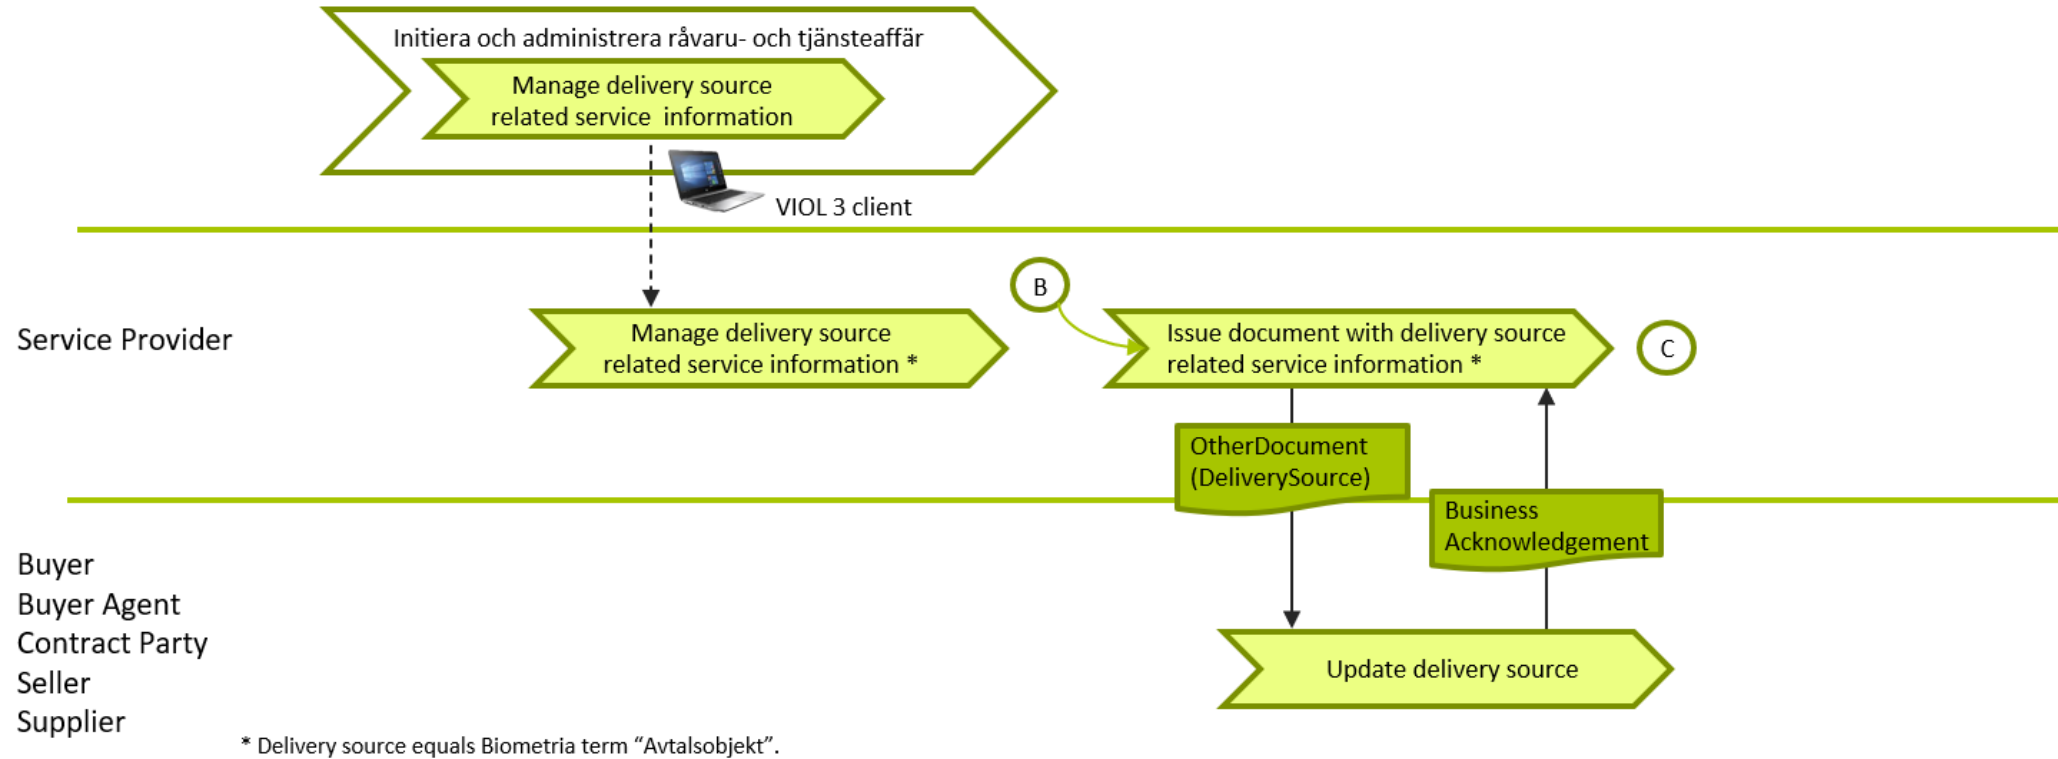 Initiera och administrera råvaru- och tjänsteaffär
Manage delivery source
related service  information
VIOL 3 client
Service Provider
Manage delivery source
related service information *
B
Issue document with delivery source
related service information *
C
OtherDocument
(DeliverySource)
Business
Acknowledgement
Buyer
Buyer Agent
Contract Party
Seller
Supplier
Update delivery source
* Delivery source equals Biometria term “Avtalsobjekt”.